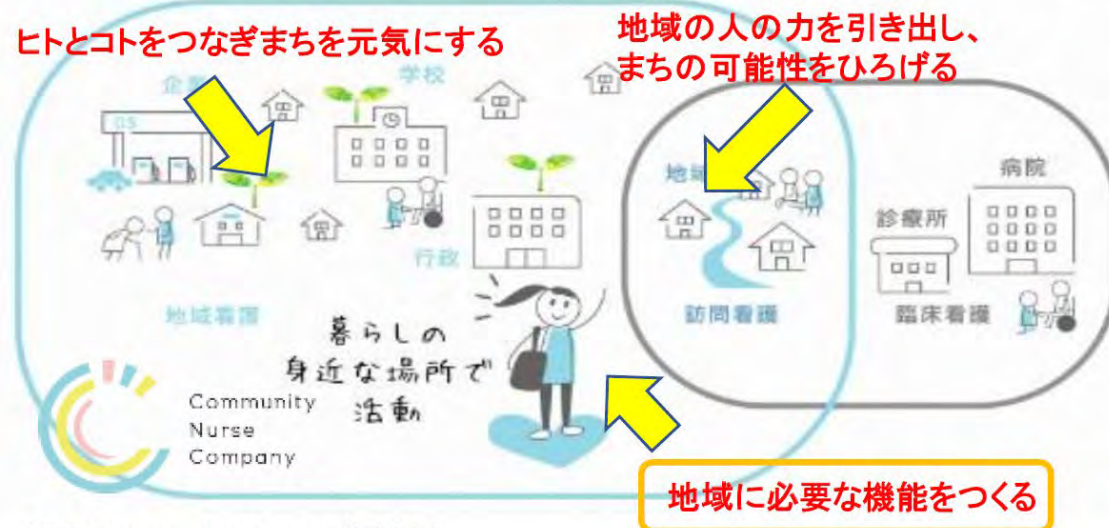 ヒトとコトをつなぎまちを元気にする
地域の人の力を引き出し、
まちの可能性をひろげる
学校
GS
病院
診療所
行政
地域看護
訪問看護
臨床看護
暮らしの
身近な場所で
活動
Community
Nurse
Company
地域に必要な機能をつくる